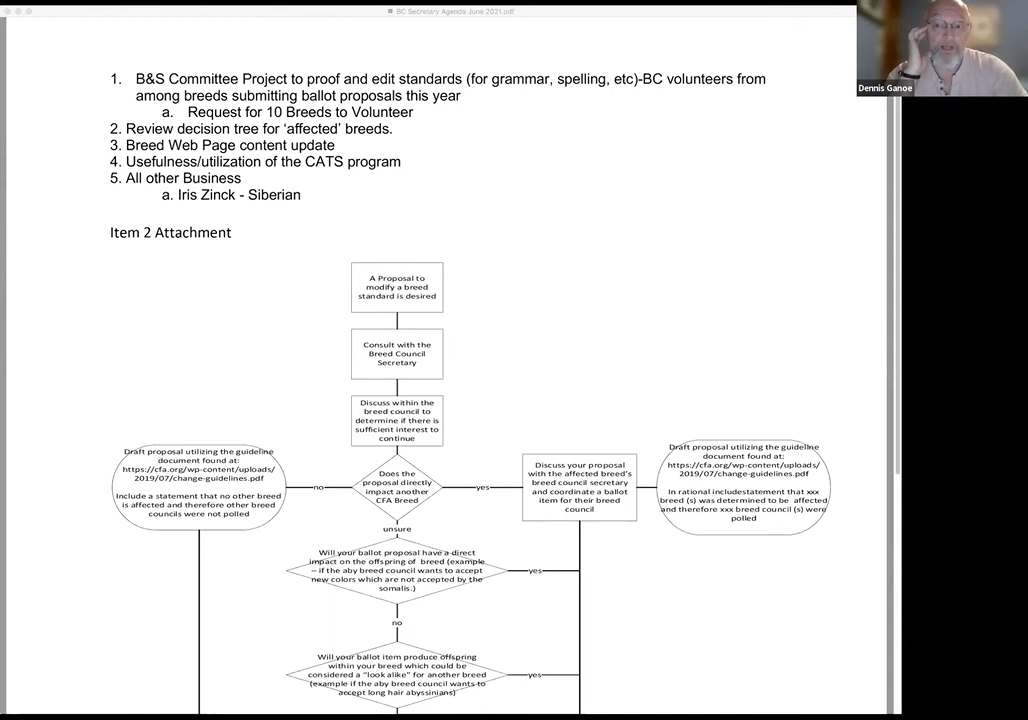 BC Secretary Agenda June 2021.pdf
Dennis Ganoe
1. B&S Committee Project to proof and edit standards (for grammar, spelling, etc)-BC volunteers from
among breeds submitting ballot proposals this year
a. Request for 10 Breeds to Volunteer
2. Review decision tree for ‘affected’ breeds.
3. Breed Web Page content update
4. Usefulness/utilization of the CATS program
5. All other Business
a. Iris Zinck - Siberian
Item 2 Attachment
A Proposal to
modify a breed
standard is desired
Consult with the
Breed Council
Secretary
Discuss within the
breed council to
determine if there is
sufficient interest to
continue
Draft proposal utilizing the guideline
document found at:
https://cfa.org/wp-content/uploads/
2019/07/change-guidelines.pdf
Include a statement that no other breed
is affected and therefore other breed
councils were not polled
no
Does the
proposal directly
impact another
CFA Breed
yes
Discuss your proposal
with the affected breed’s
breed council secretary
and coordinate a ballot
item for their breed
council
Draft proposal utilizing the guideline
document found at:
https://cfa.org/wp-content/uploads/
2019/07/change-guidelines.pdf
In rational includestatement that xxx
breed (s) was determined to be affected
and therefore xxx breed council (s) were
polled
unsure
Will your ballot proposal have a direct
impact on the offspring of breed (example
– if the aby breed council wants to accept
new colors which are not accepted by the
somalis.)
yes
no
Will your ballot item produce offspring
within your breed which could be
considered a “look alike” for another breed
(example if the aby breed council wants to
accept long hair abyssinians)
yes